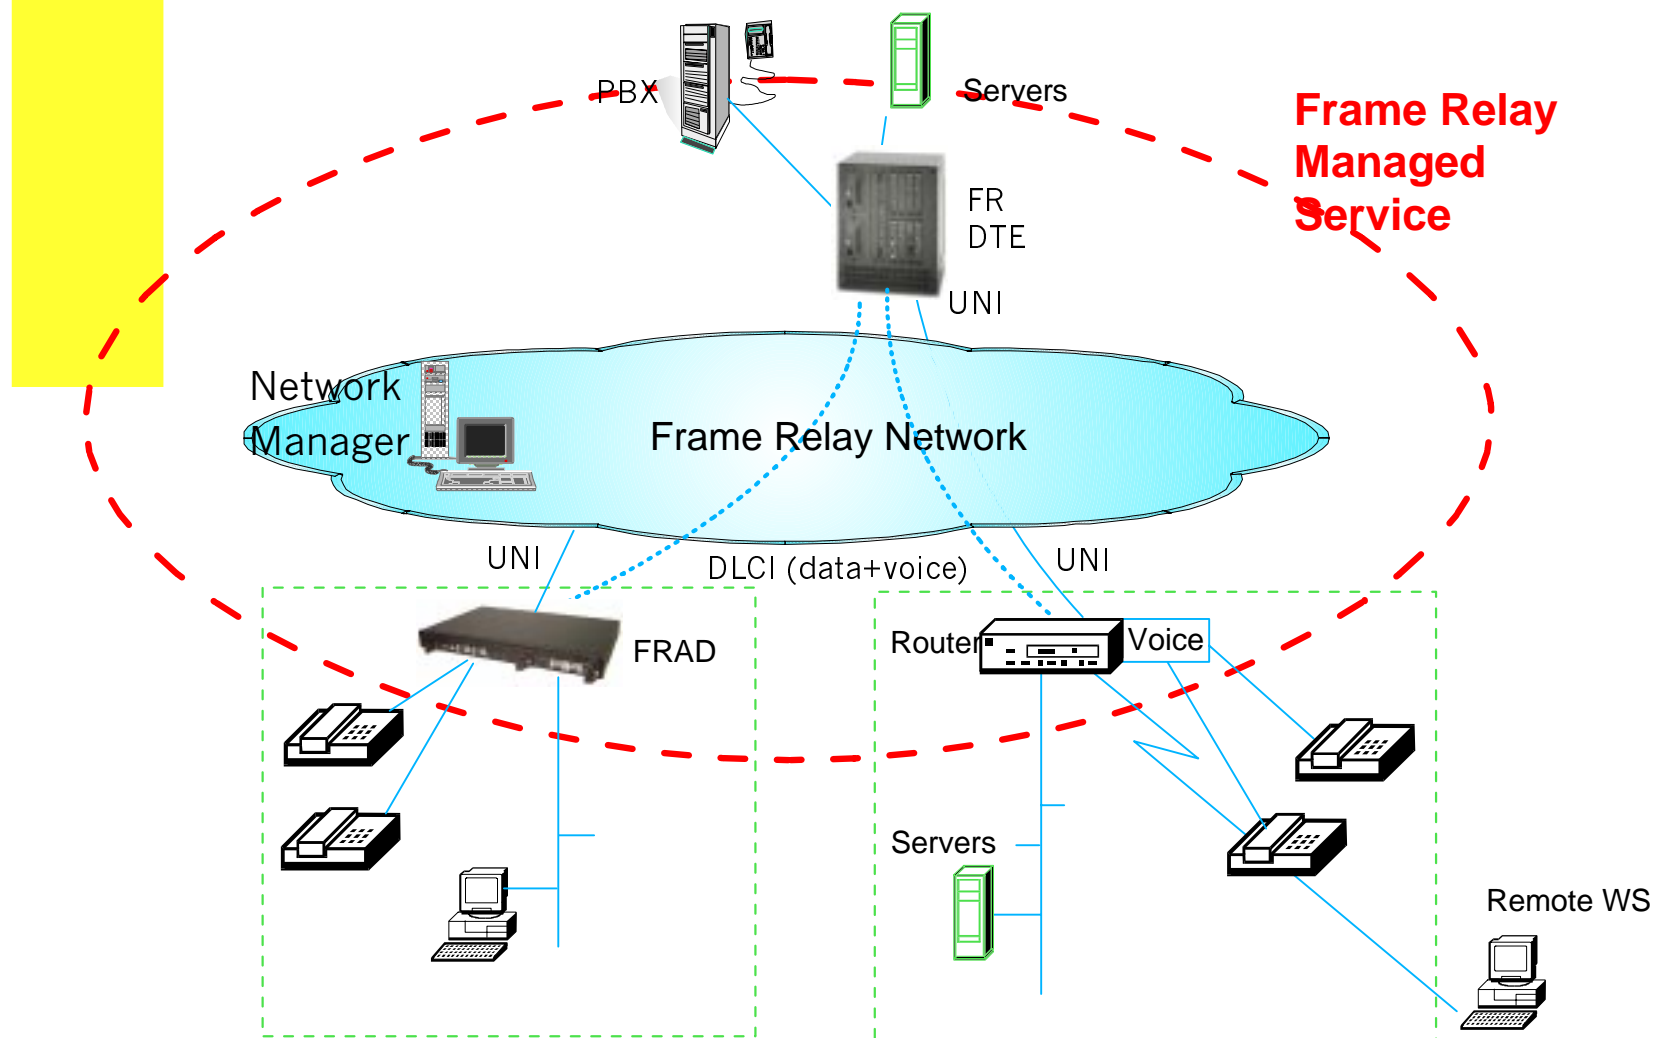 PBX
Servers
Frame Relay
Managed
Service
FR
DTE
UNI
Network
Manager
Frame Relay Network
UNI
DLCI (data+voice)
UNI
FRAD
Router
Voice
Servers
Remote WS